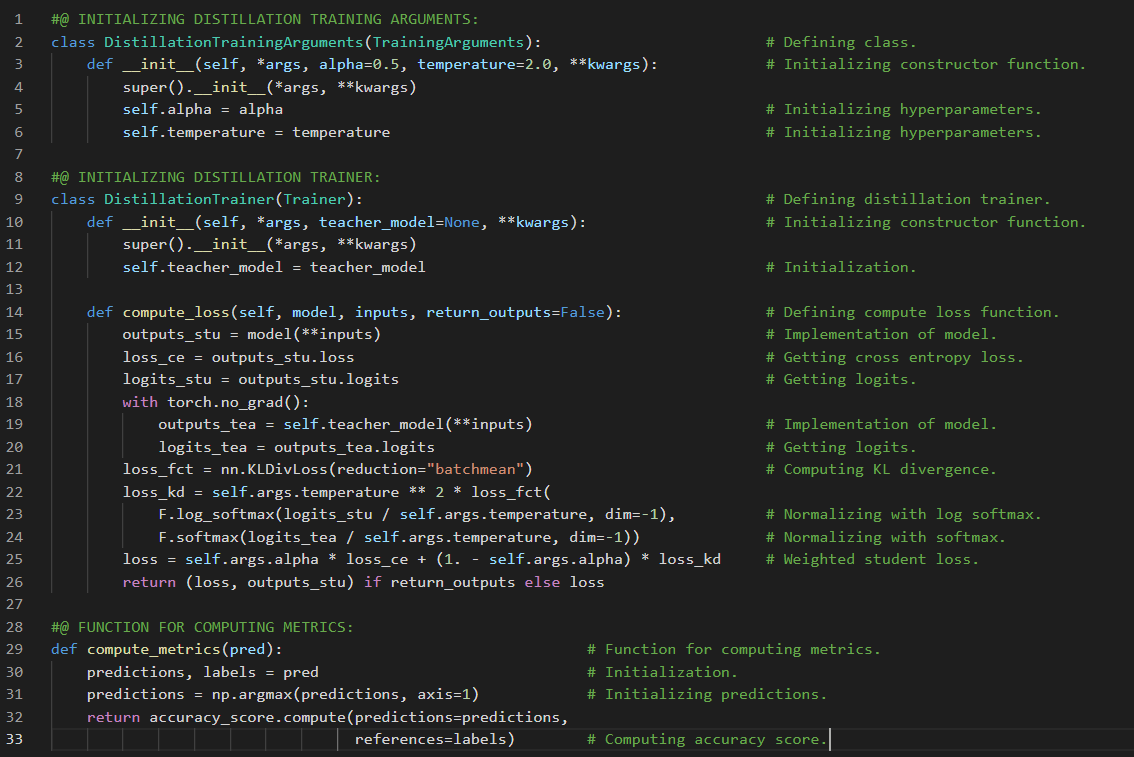 1 #@ INITIALIZING DISTILLATION TRAINING ARGUMENTS:
2 class DistillationTrainingArguments(TrainingArguments): # Defining class.
3 def __init__(self, *args, alpha=0.5, temperature=2.0, **kwargs): # Initializing constructor function.
4 super().__init__(*args, **kwargs)
5 self.alpha = alpha # Initializing hyperparameters.
6 self.temperature = temperature # Initializing hyperparameters.
7
8 #@ INITIALIZING DISTILLATION TRAINER:
9 class DistillationTrainer(Trainer): # Defining distillation trainer.
10 def __init__(self, *args, teacher_model=None, **kwargs): # Initializing constructor function.
11 super().__init__(*args, **kwargs)
12 self.teacher_model = teacher_model # Initialization.
13
14 def compute_loss(self, model, inputs, return_outputs=False): # Defining compute loss function.
15 outputs_stu = model(**inputs) # Implementation of model.
16 loss_ce = outputs_stu.loss # Getting cross entropy loss.
17 logits_stu = outputs_stu.logits # Getting logits.
18 with torch.no_grad():
19 outputs_tea = self.teacher_model(**inputs) # Implementation of model.
20 logits_tea = outputs_tea.logits # Getting logits.
21 loss_fct = nn.KLDivLoss(reduction="batchmean") # Computing KL divergence.
22 loss_kd = self.args.temperature ** 2 * loss_fct(
23 F.log_softmax(logits_stu / self.args.temperature, dim=-1), # Normalizing with log softmax.
24 F.softmax(logits_tea / self.args.temperature, dim=-1)) # Normalizing with softmax.
25 loss = self.args.alpha * loss_ce + (1. - self.args.alpha) * loss_kd # Weighted student loss.
26 return (loss, outputs_stu) if return_outputs else loss
27
28 #@ FUNCTION FOR COMPUTING METRICS:
29 def compute_metrics(pred): # Function for computing metrics.
30 predictions, labels = pred # Initialization.
31 predictions = np.argmax(predictions, axis=1) # Initializing predictions.
32 return accuracy_score.compute(predictions=predictions,
33 references=labels) # Computing accuracy score.